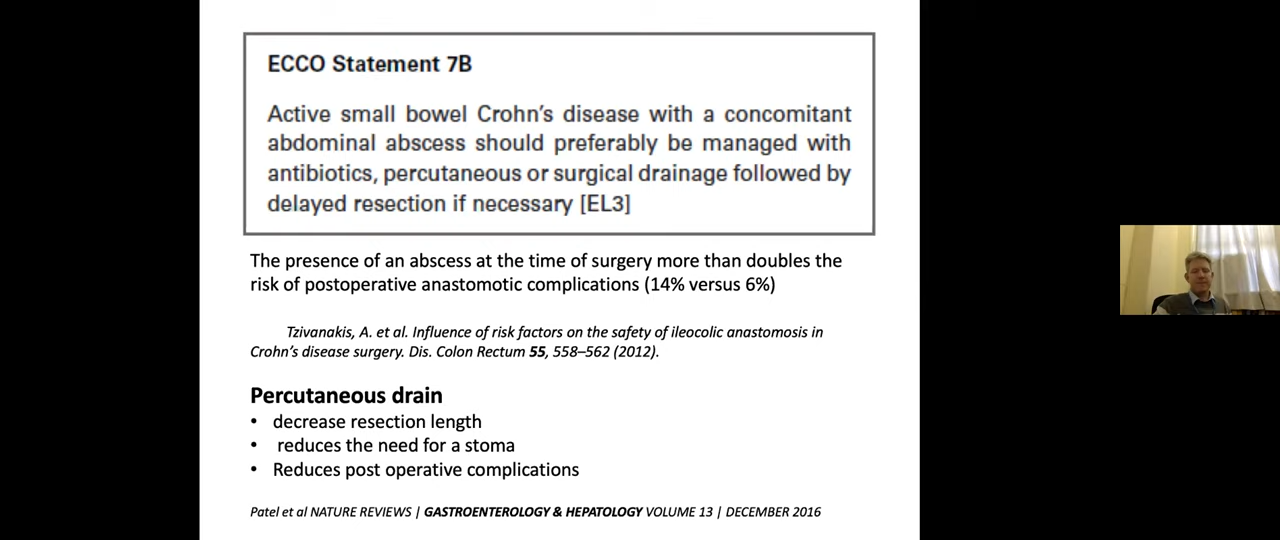 ECCO Statement 7B
Active small bowel Crohn's disease with a concomitant
abdominal abscess should preferably be managed with
antibiotics, percutaneous or surgical drainage followed by
delayed resection if necessary [EL3]
The presence of an abscess at the time of surgery more than doubles the
risk of postoperative anastomotic complications (14% versus 6%)
Tzivanakis, A. et al. Influence of risk factors on the safety of ileocolic anastomosis in
Crohn's disease surgery. Dis. Colon Rectum 55, 558–562 (2012).
Percutaneous drain
• decrease resection length
• reduces the need for a stoma
• Reduces post operative complications
Patel et al NATURE REVIEWS | GASTROENTEROLOGY & HEPATOLOGY VOLUME 13 | DECEMBER 2016